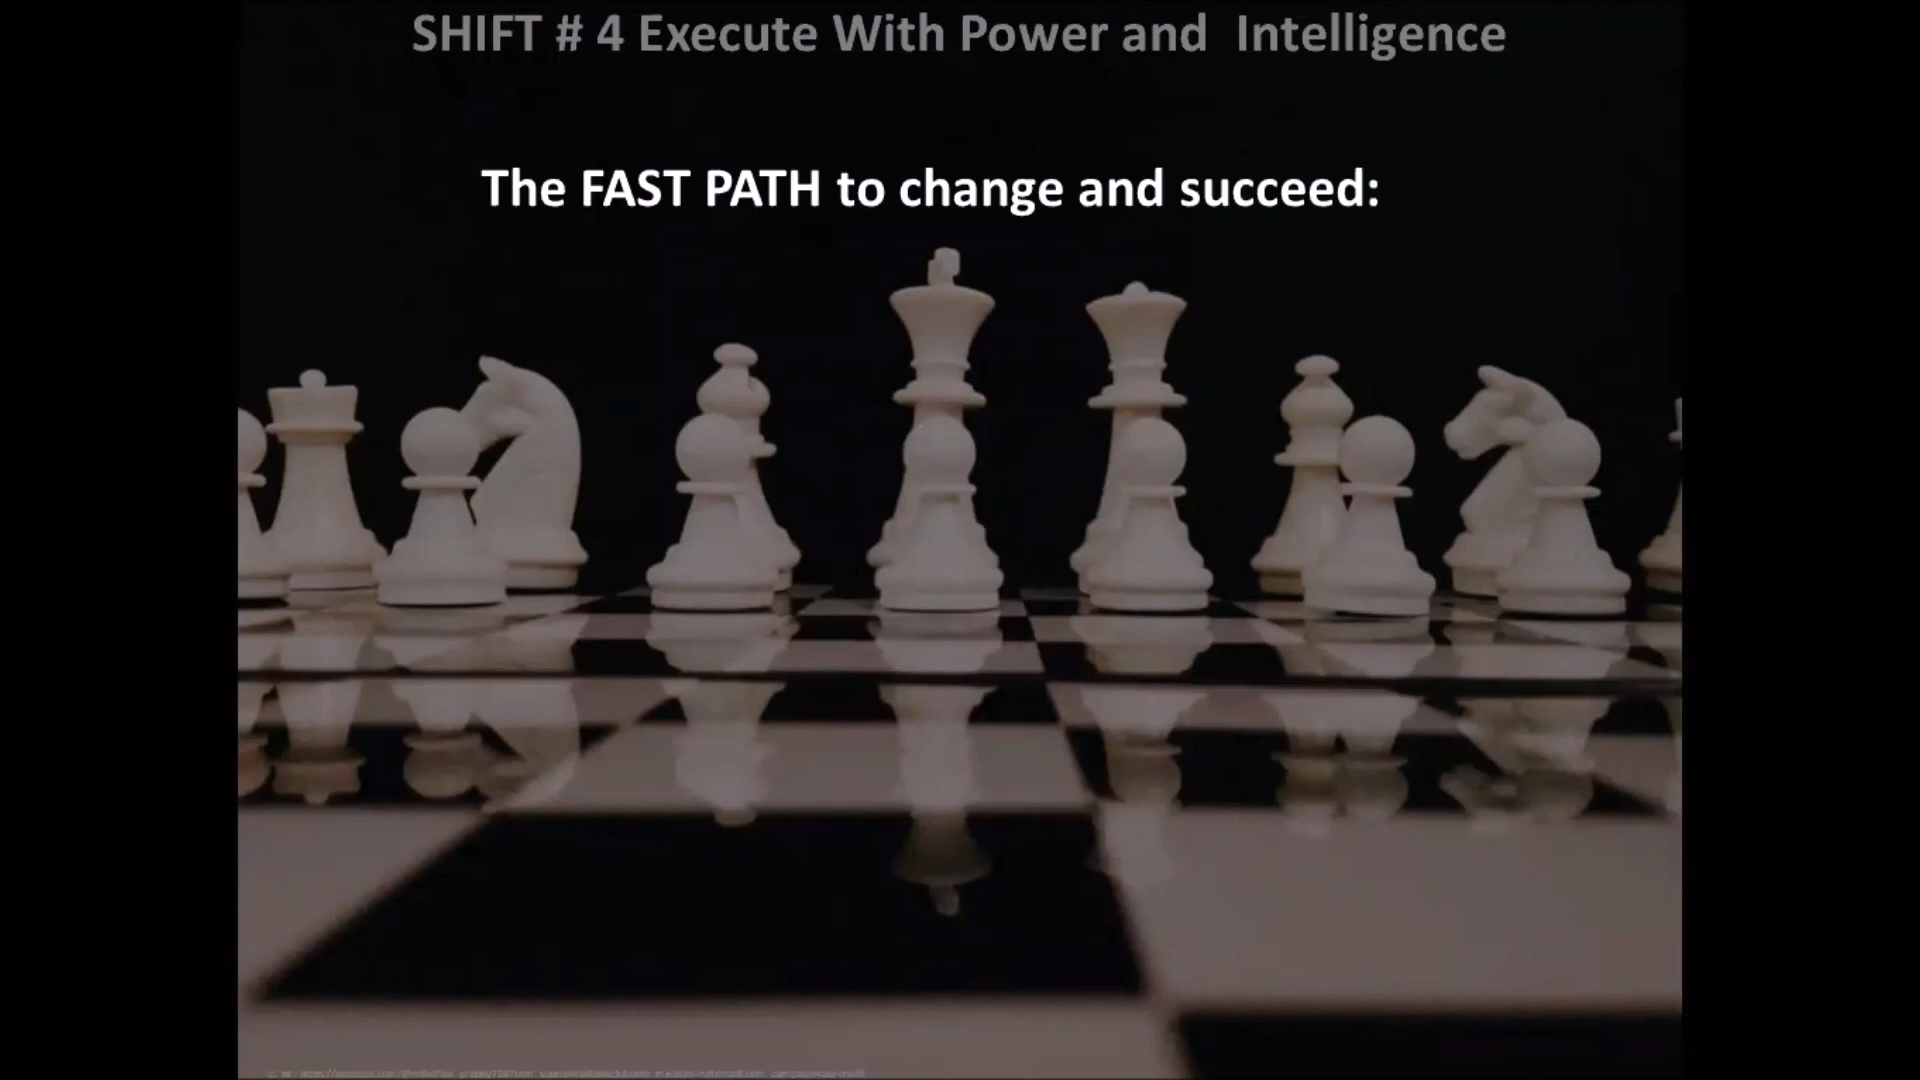 SHIFT # 4 Execute With Power and  Intelligence
The FAST PATH to change and succeed: